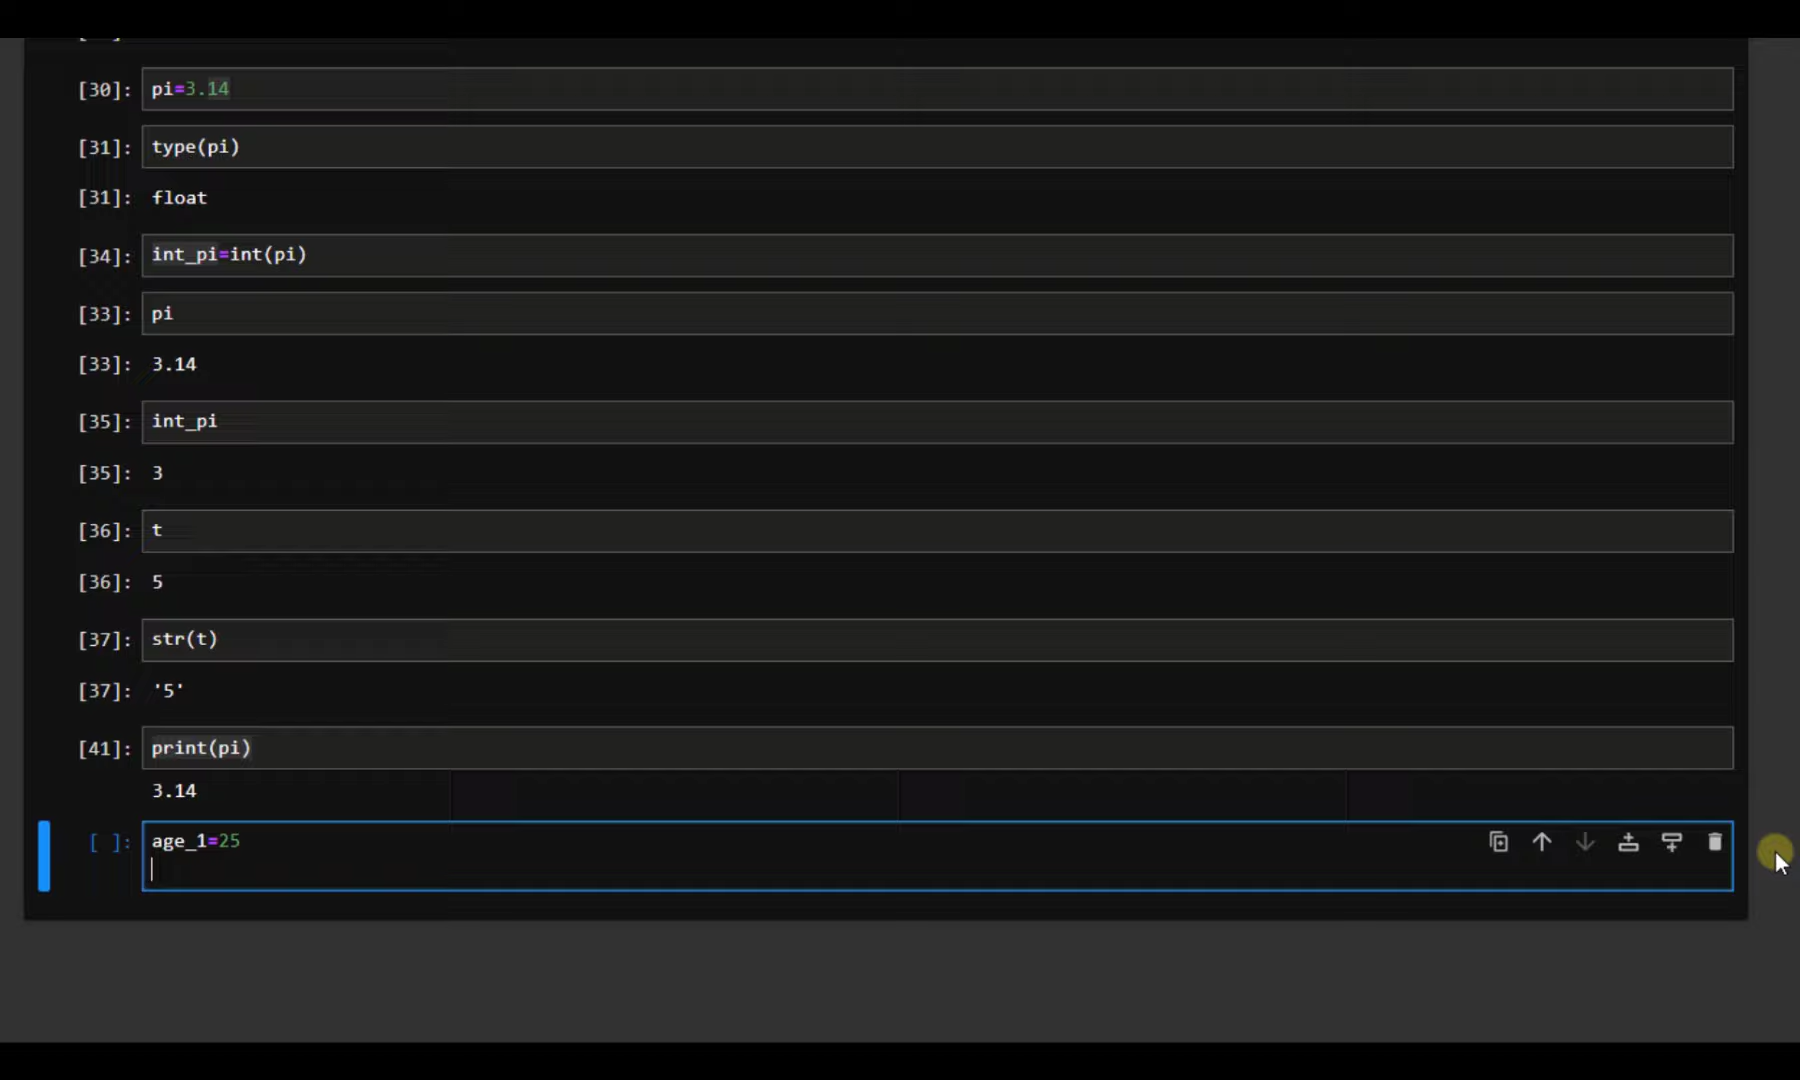 [30]: pi=3.14
[31]: type(pi)
[31]: float
[34]: int_pi=int(pi)
[33]: pi
[33]: 3.14
[35]: int_pi
[35]: 3
[36]: t
[36]: 5
[37]: str(t)
[37]: '5'
[41]: print(pi)
3.14
[ ]: age_1=25